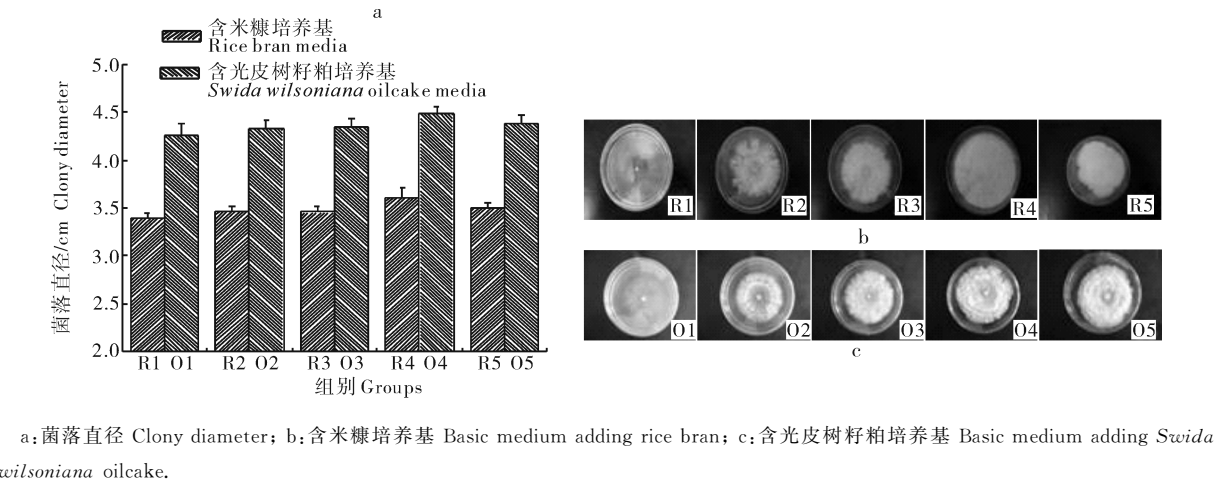 a
含米糠培养基
Rice bran media
含光皮树籽粕培养基
Swida wilsoniana oilcake media
菌落直径/cm Clony diameter
5.0
4.5
4.0
3.5
3.0
2.5
2.0
R1 O1 R2 O2 R3 O3 R4 O4 R5 O5
组别 Groups
R1 R2 R3 R4 R5
b
O1 O2 O3 O4 O5
c
a:菌落直径 Clony diameter; b:含米糠培养基 Basic medium adding rice bran; c:含光皮树籽粕培养基 Basic medium adding Swida
wilsoniana oilcake.